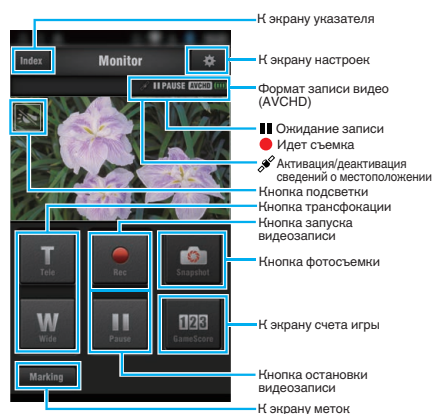 К экрану указателя
Index
Monitor
К экрану настроек
PAUSE AVCHD
Формат записи видео
(AVCHD)
Ожидание записи
Идет съемка
Активация/деактивация
сведений о местоположении
Кнопка подсветки
Кнопка трансфокации
Кнопка запуска
видеозаписи
T
Tele
Rec
Snapshot
Кнопка фотосъемки
W
Wide
Pause
123
GameScore
К экрану счета игры
Marking
Кнопка остановки
видеозаписи
К экрану меток